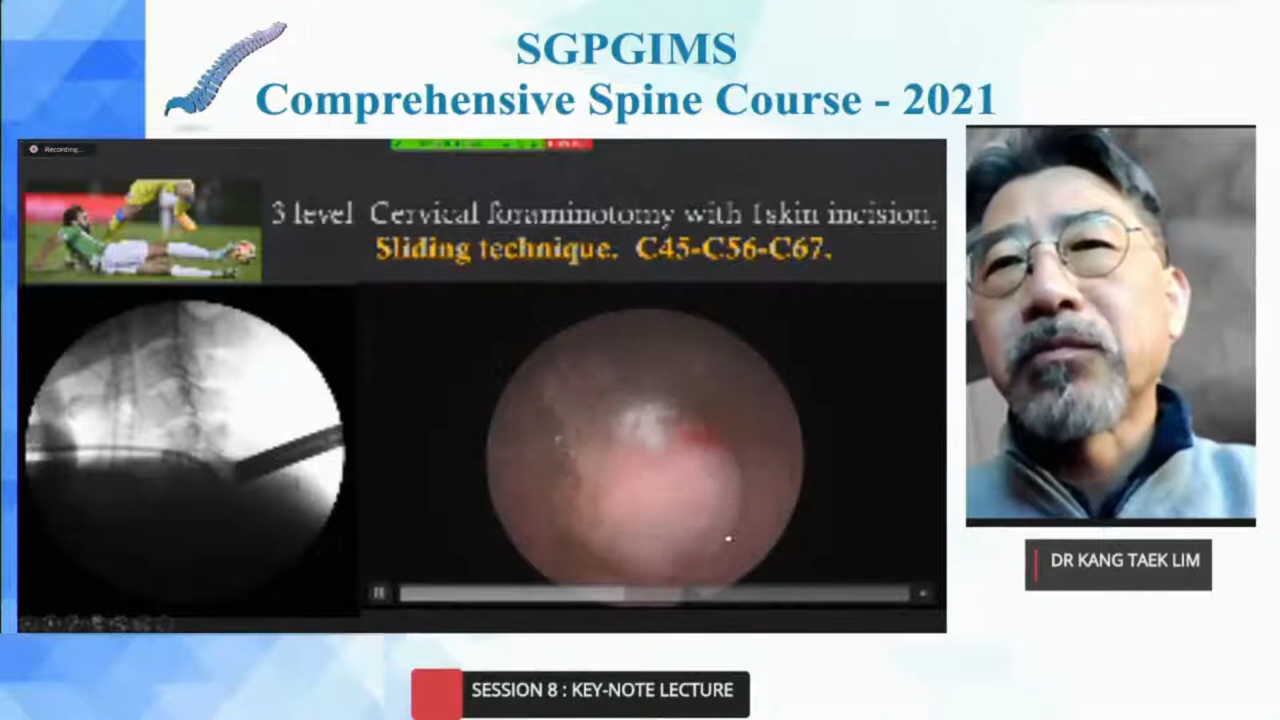 SGPGIMS
Comprehensive Spine Course - 2021
Recording...
3 level Cervical foraminotomy with 1skin incision,
Sliding technique. C45-C56-C67.
DR KANG TAEK LIM
SESSION 8 : KEY-NOTE LECTURE